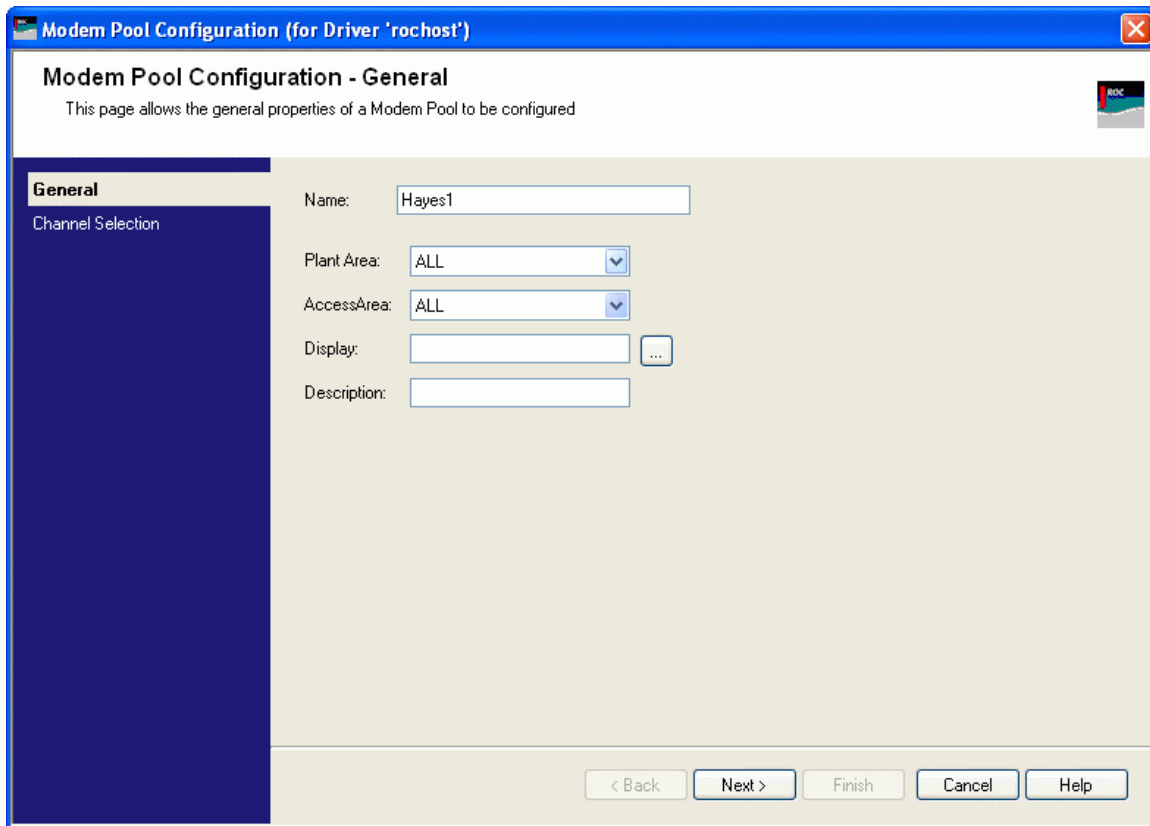 Modem Pool Configuration (for Driver 'rochost')
Modem Pool Configuration - General
This page allows the general properties of a Modem Pool to be configured
ROC
General
Channel Selection
Name: Hayes1
Plant Area: ALL
AccessArea: ALL
Display: ...
Description:
< Back Next > Finish Cancel Help